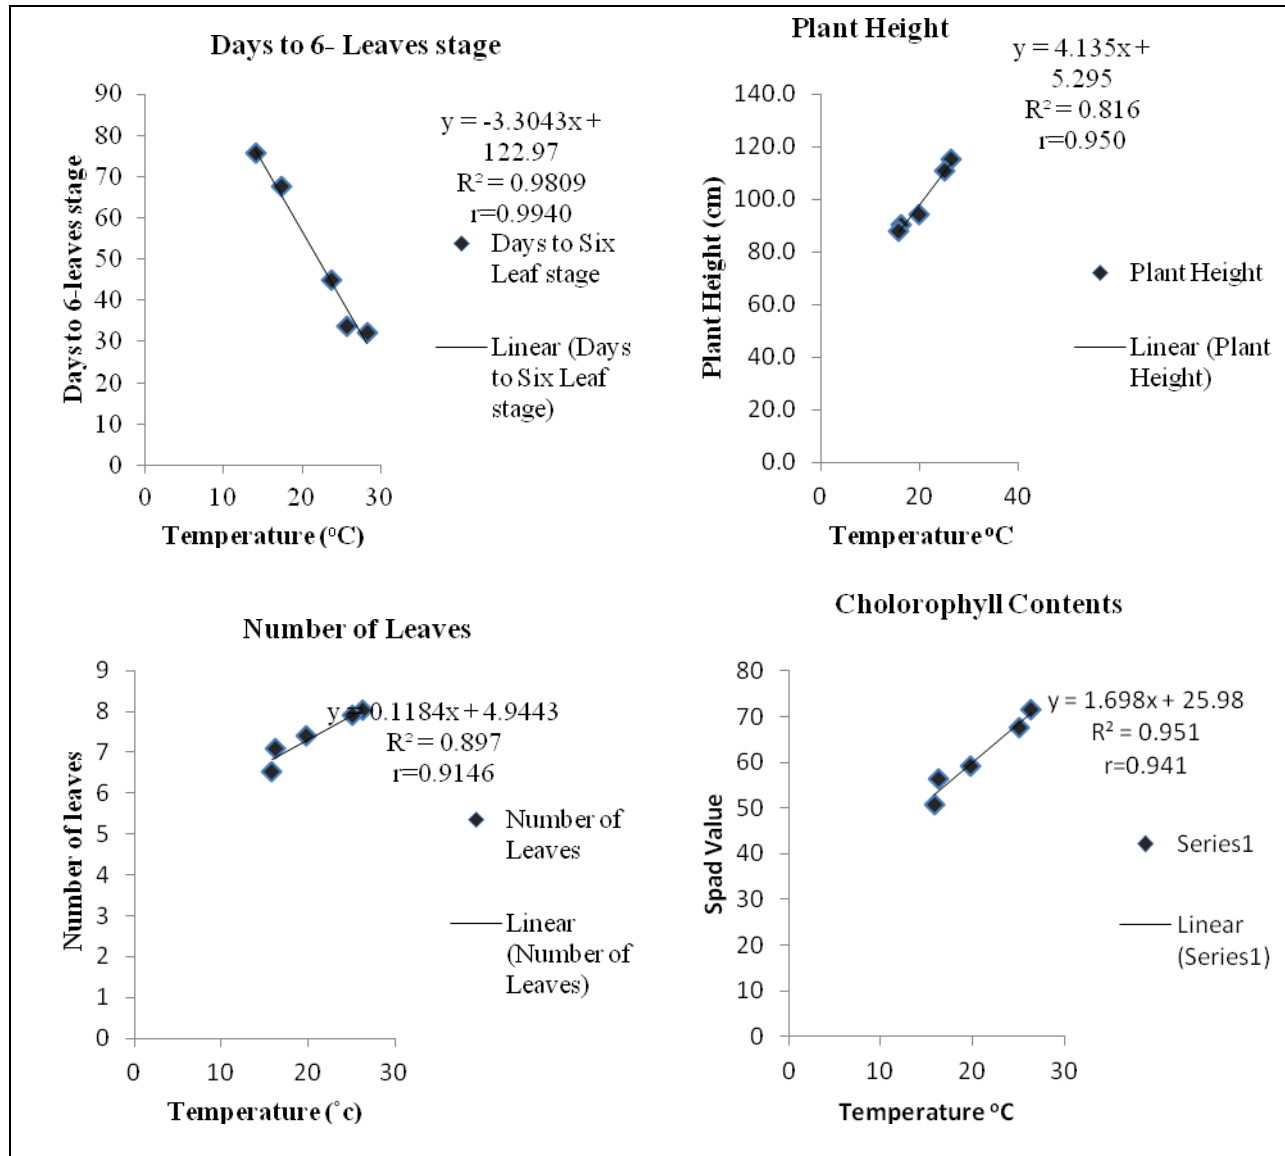 Days to 6- Leaves stage
90
80
70
60
50
40
30
20
10
0
Days to 6-leaves stage
0 10 20 30
Temperature (ºC)
y = -3.3043x +
122.97
R² = 0.9809
r=0.9940
Days to Six
Leaf stage
Linear (Days
to Six Leaf
stage)
Plant Height
y = 4.135x +
5.295
R² = 0.816
r=0.950
140.0
120.0
100.0
80.0
60.0
40.0
20.0
0.0
Plant Height (cm)
0 20 40
Temperature ºC
Plant Height
Linear (Plant
Height)
Number of Leaves
9
8
7
6
5
4
3
2
1
0
Number of leaves
0 10 20 30
Temperature (˚c)
y = 0.1184x + 4.9443
R² = 0.897
r=0.9146
Number of
Leaves
Linear
(Number of
Leaves)
Cholorophyll Contents
80
70
60
50
40
30
20
10
0
Spad Value
0 10 20 30
Temperature ºC
y = 1.698x + 25.98
R² = 0.951
r=0.941
Series1
Linear
(Series1)